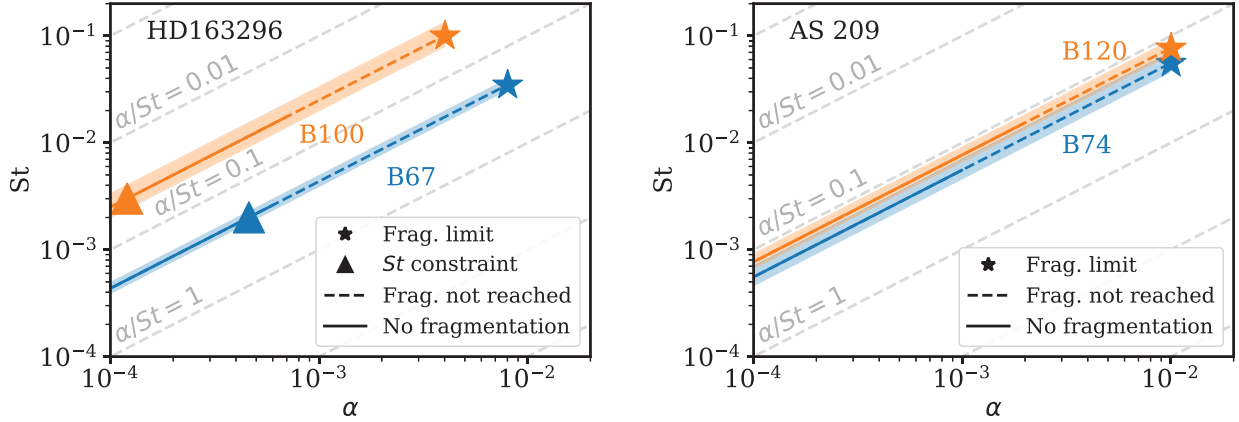 HD163296
St
10⁻¹
10⁻²
10⁻³
10⁻⁴
α/St = 0.01
α/St = 0.1
α/St = 1
B100
B67
Frag. limit
St constraint
Frag. not reached
No fragmentation
10⁻⁴
10⁻³
10⁻²
α
AS 209
St
10⁻¹
10⁻²
10⁻³
10⁻⁴
α/St = 0.01
α/St = 0.1
α/St = 1
B120
B74
Frag. limit
Frag. not reached
No fragmentation
10⁻⁴
10⁻³
10⁻²
α